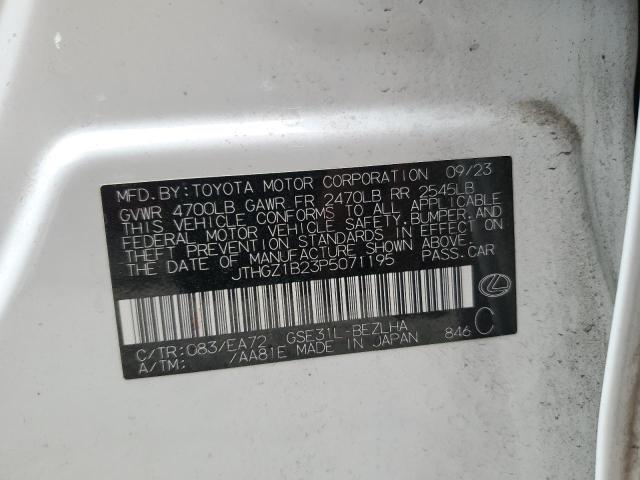 MFD. BY: TOYOTA MOTOR CORPORATION 09/23
GVWR 4700LB GAWR FR 2470LB RR 2545LB
THIS VEHICLE CONFORMS TO ALL APPLICABLE
FEDERAL MOTOR VEHICLE SAFETY, BUMPER, AND
THEFT PREVENTION STANDARDS IN EFFECT ON
THE DATE OF MANUFACTURE SHOWN ABOVE.
JTHGZ1B23P5071195 PASS.CAR
C/TR: 083/EA72 GSE31L-BEZLHA 846 C
A/TM: /AA81E MADE IN JAPAN